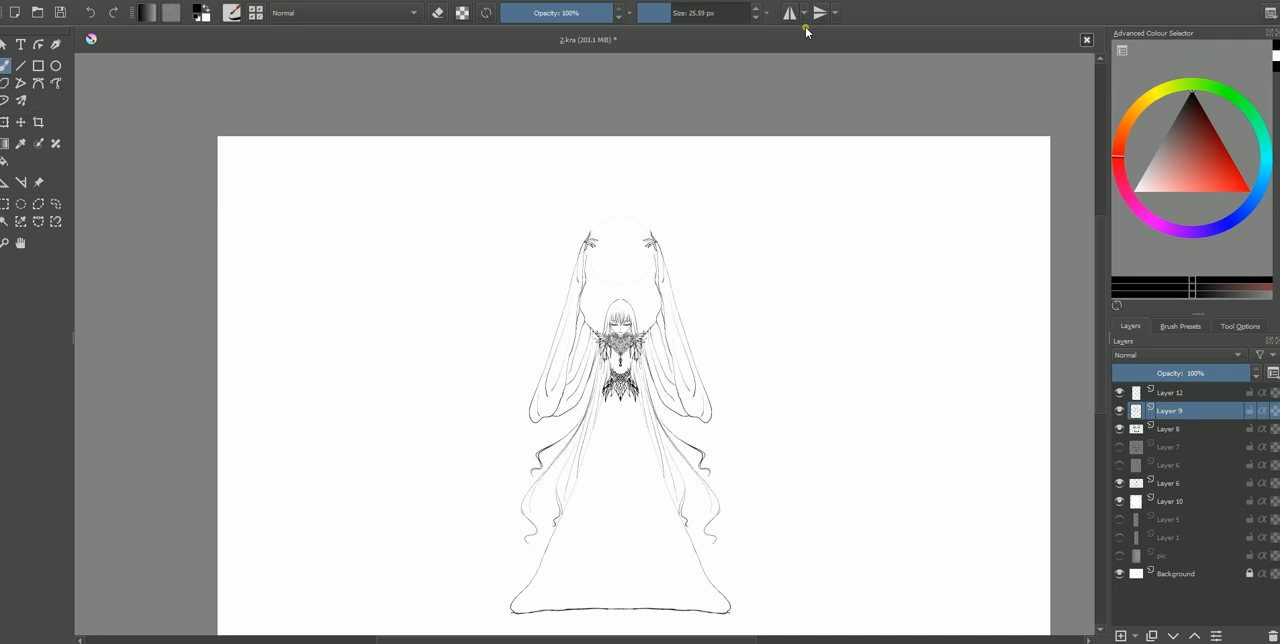 Normal
Opacity: 100%
Size: 25.59 px
2.kra (203.1 MiB) *
Advanced Colour Selector
Layers
Brush Presets
Tool Options
Layers
Normal
Opacity: 100%
Layer 12
Layer 9
Layer 8
Layer 7
Layer 6
Layer 6
Layer 10
Layer 5
Layer 1
pic
Background